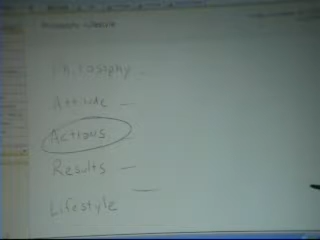 Philosophy —
Attitude —
Actions —
Results —
Lifestyle